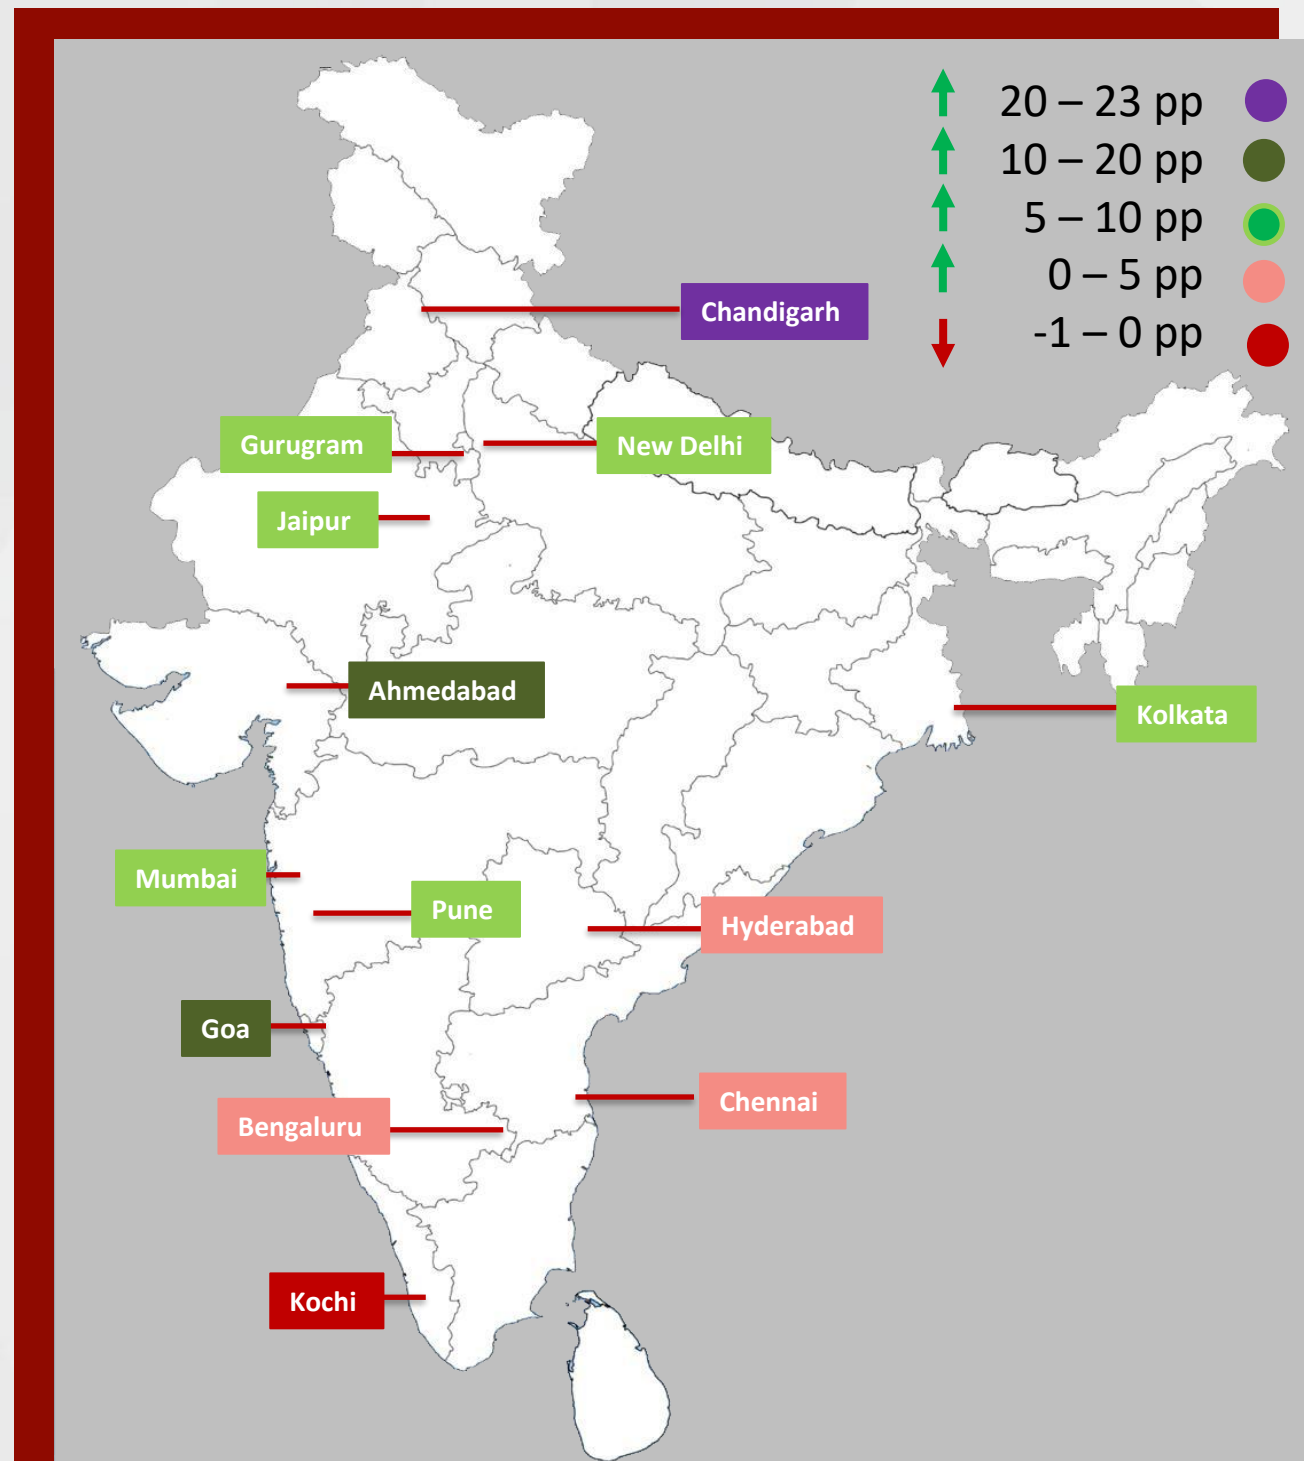 20 – 23 pp
10 – 20 pp
5 – 10 pp
0 – 5 pp
-1 – 0 pp
Chandigarh
Gurugram
New Delhi
Jaipur
Ahmedabad
Kolkata
Mumbai
Pune
Hyderabad
Goa
Chennai
Bengaluru
Kochi